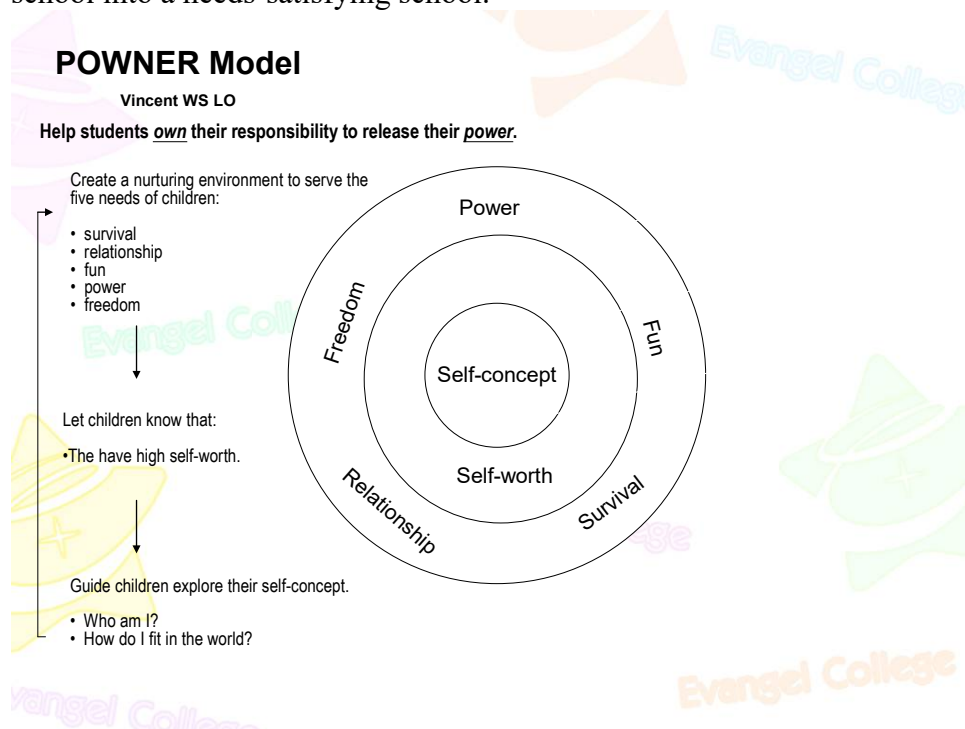 school into a needs-satisfying school.
Evangel College
POWNER Model
Vincent WS LO
Help students own their responsibility to release their power.
Create a nurturing environment to serve the
five needs of children:
• survival
• relationship
• fun
• power
• freedom
Evangel Coll
Let children know that:
•The have high self-worth.
Guide children explore their self-concept.
• Who am I?
• How do I fit in the world?
Power
Freedom
Fun
Self-concept
Self-worth
Relationship
Survival
ege
Evangel College
vangel College